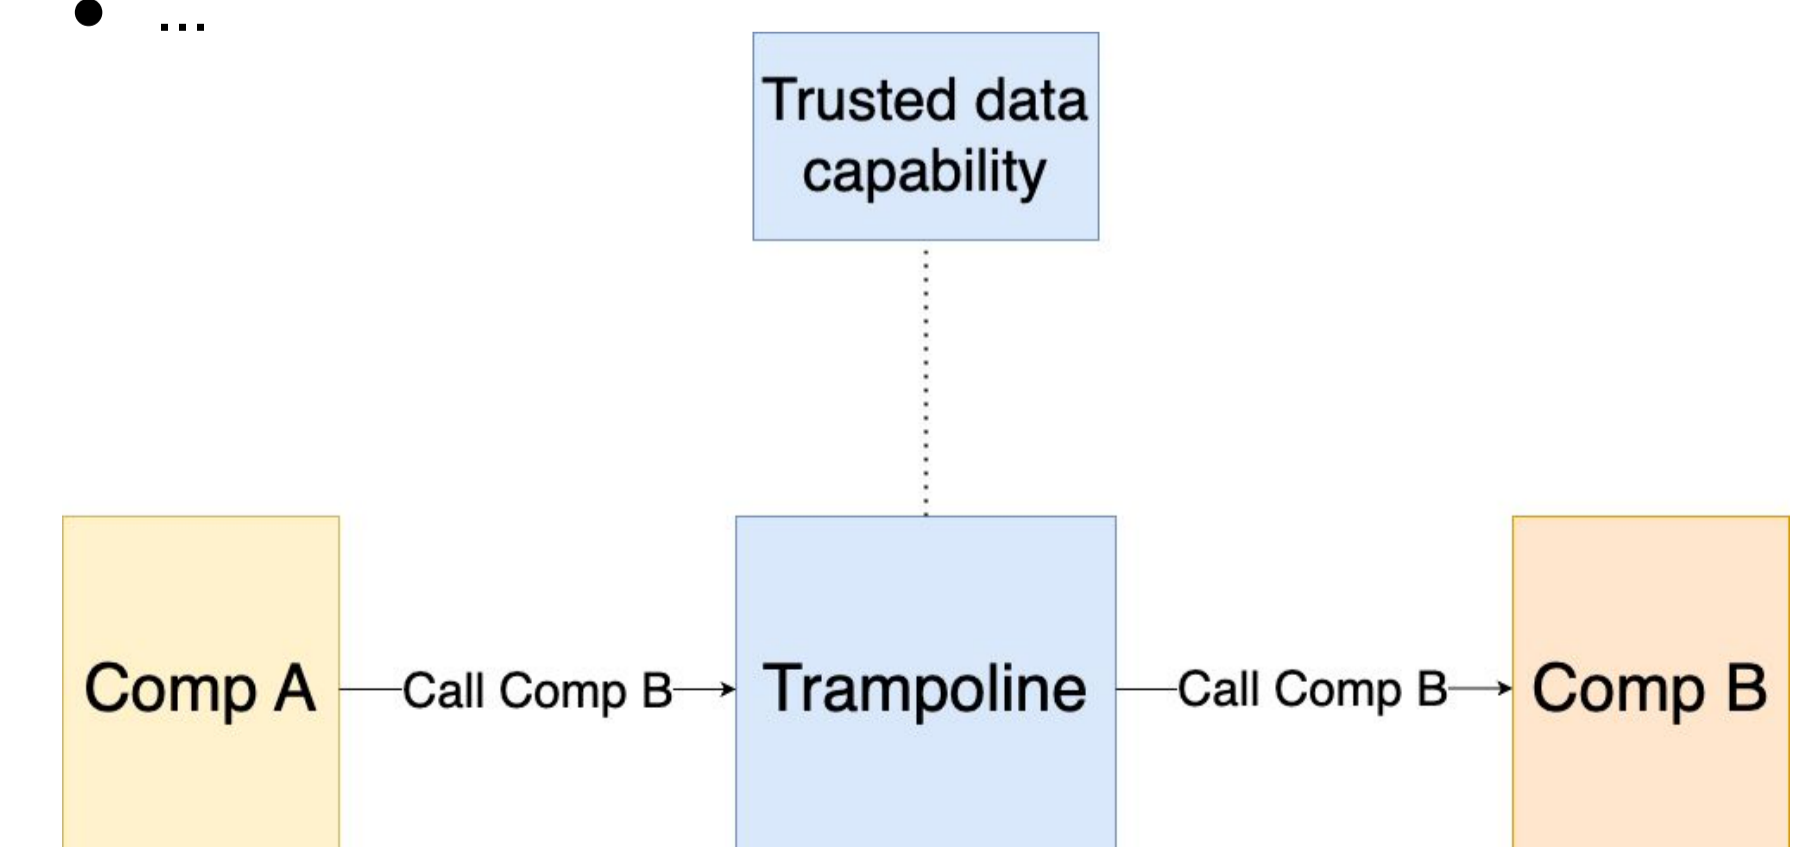 ● ...
Trusted data
capability
Comp A
Call Comp B
Trampoline
Call Comp B
Comp B